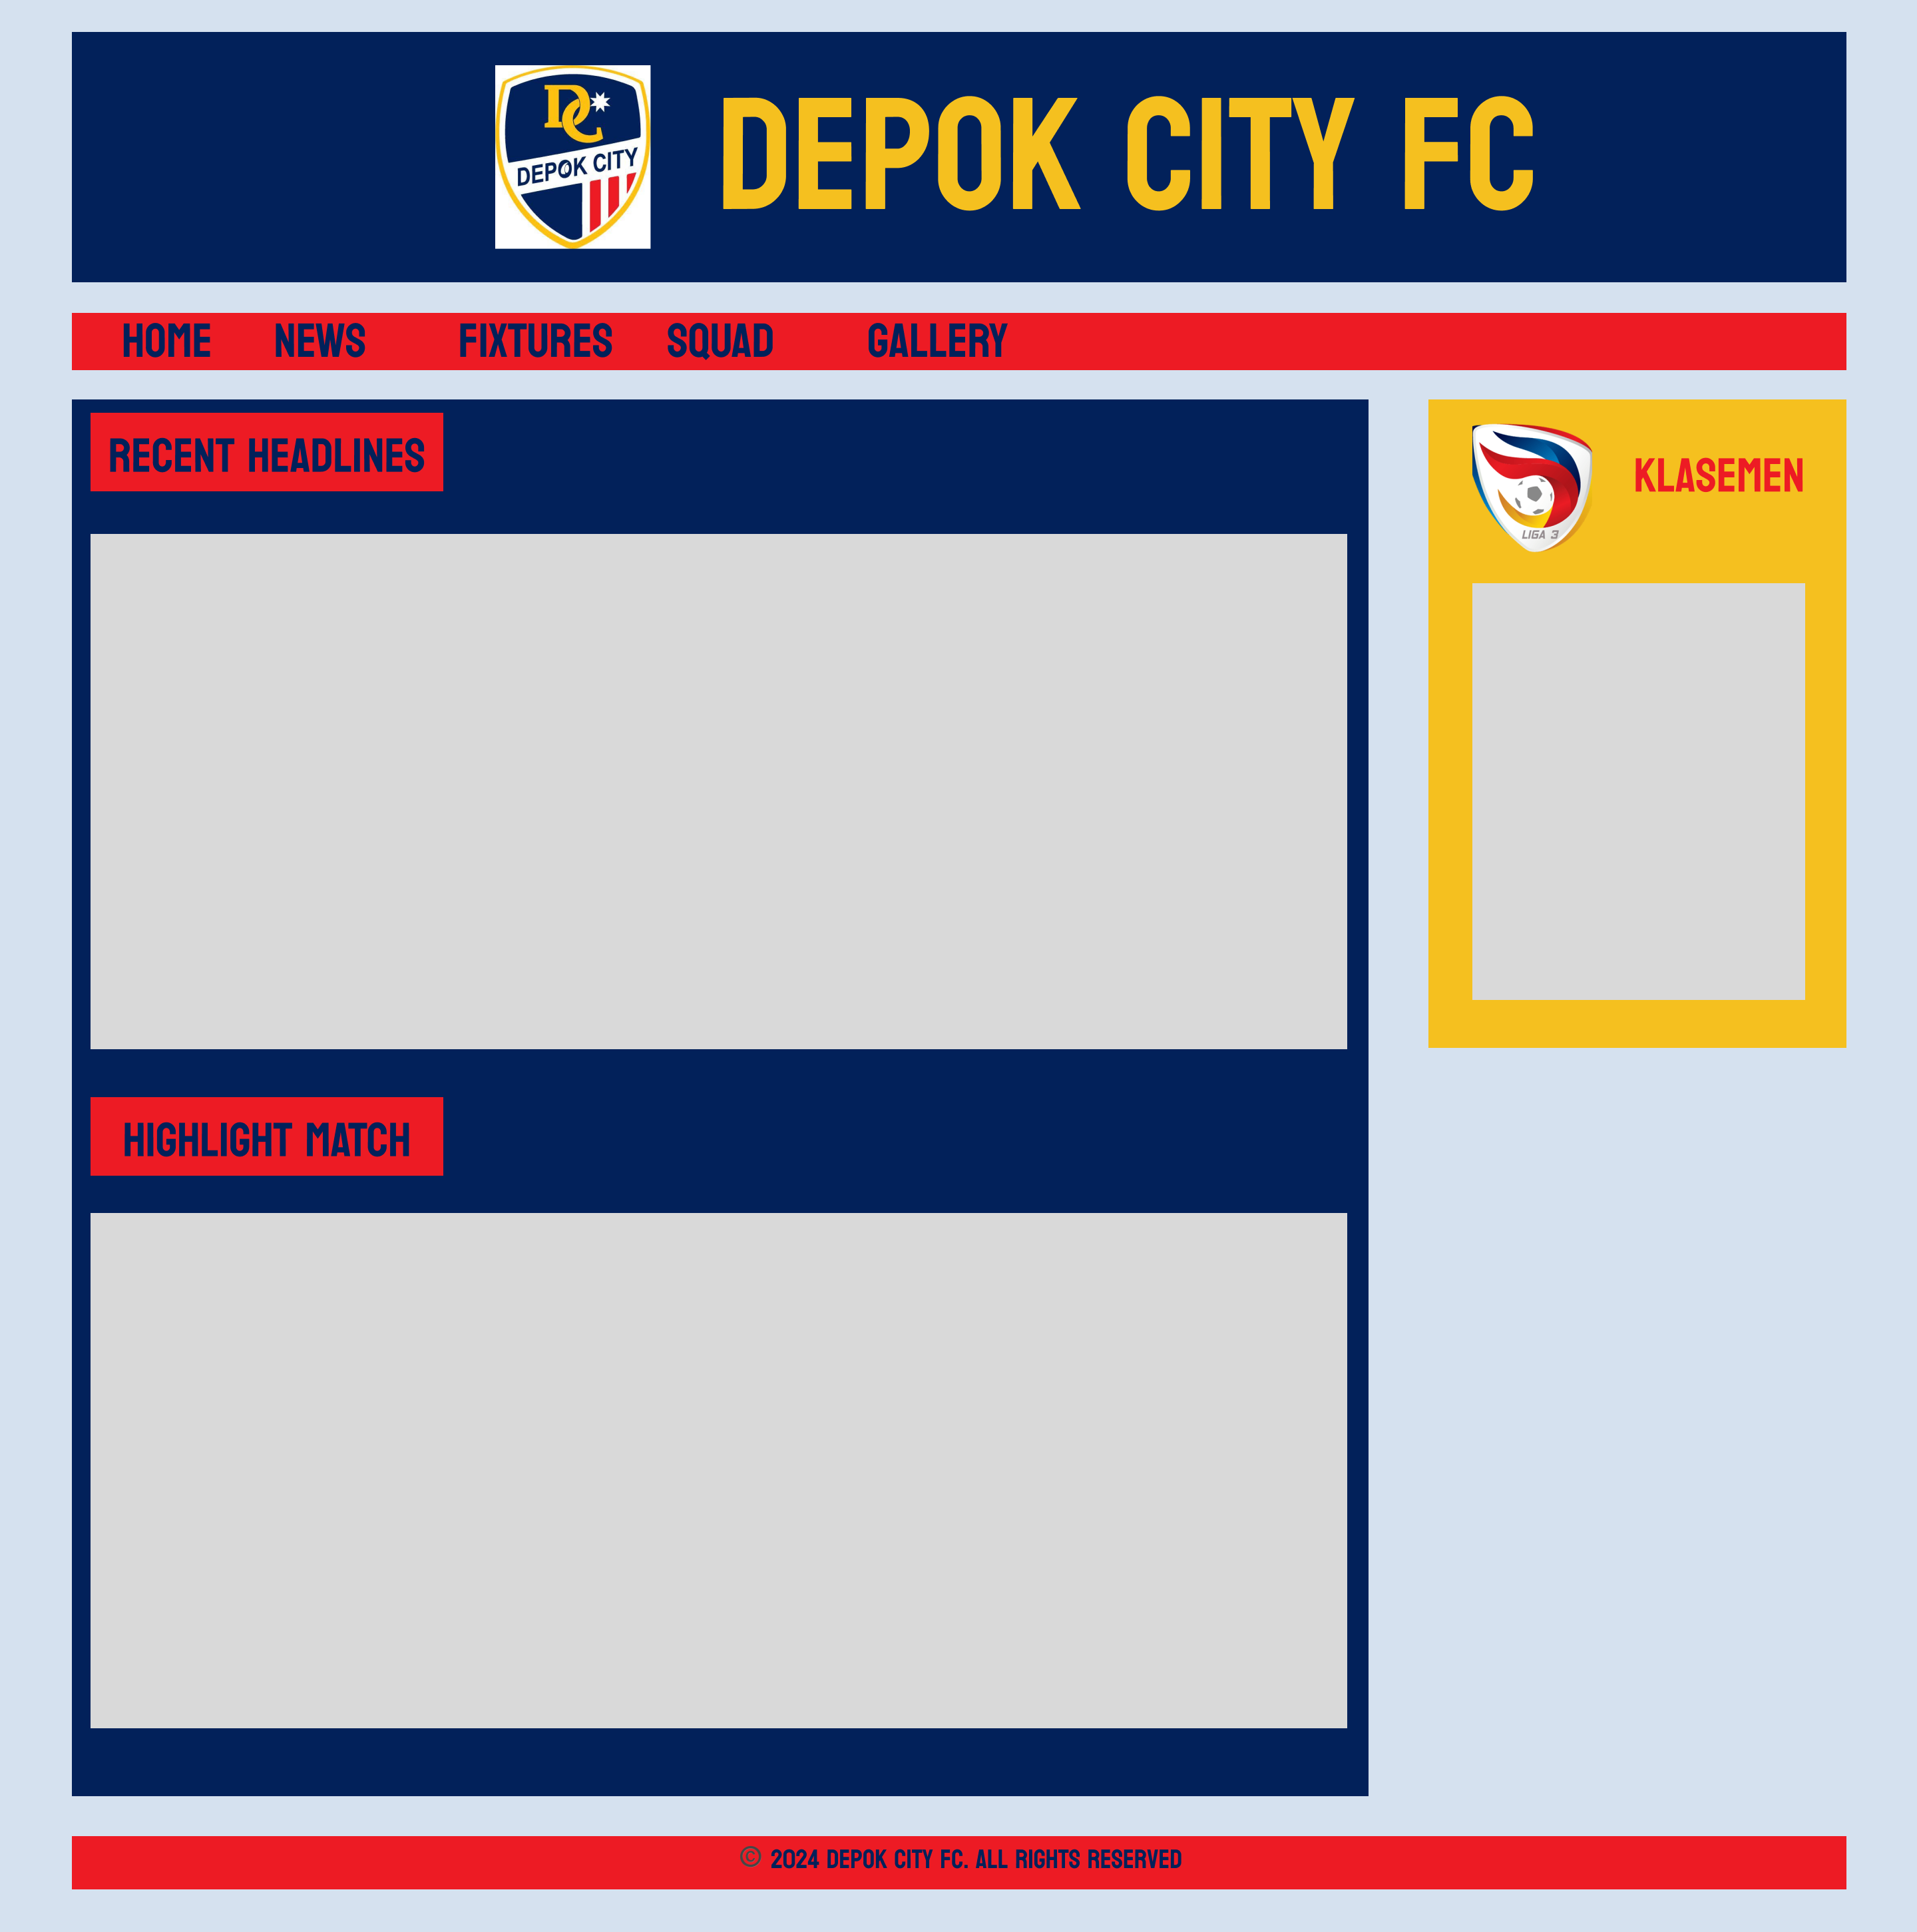 DC
DEPOK CITY
DEPOK CITY FC
HOME NEWS FIXTURES SQUAD GALLERY
RECENT HEADLINES
LIGA 3
KLASEMEN
HIGHLIGHT MATCH
© 2024 DEPOK CITY FC. ALL RIGHTS RESERVED